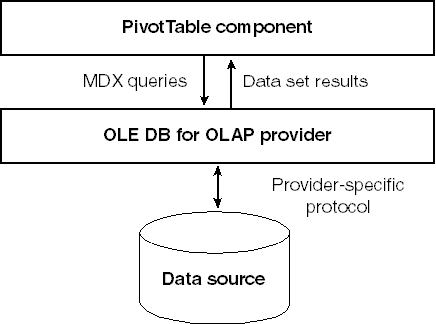 PivotTable component
MDX queries
Data set results
OLE DB for OLAP provider
Provider-specific
protocol
Data source